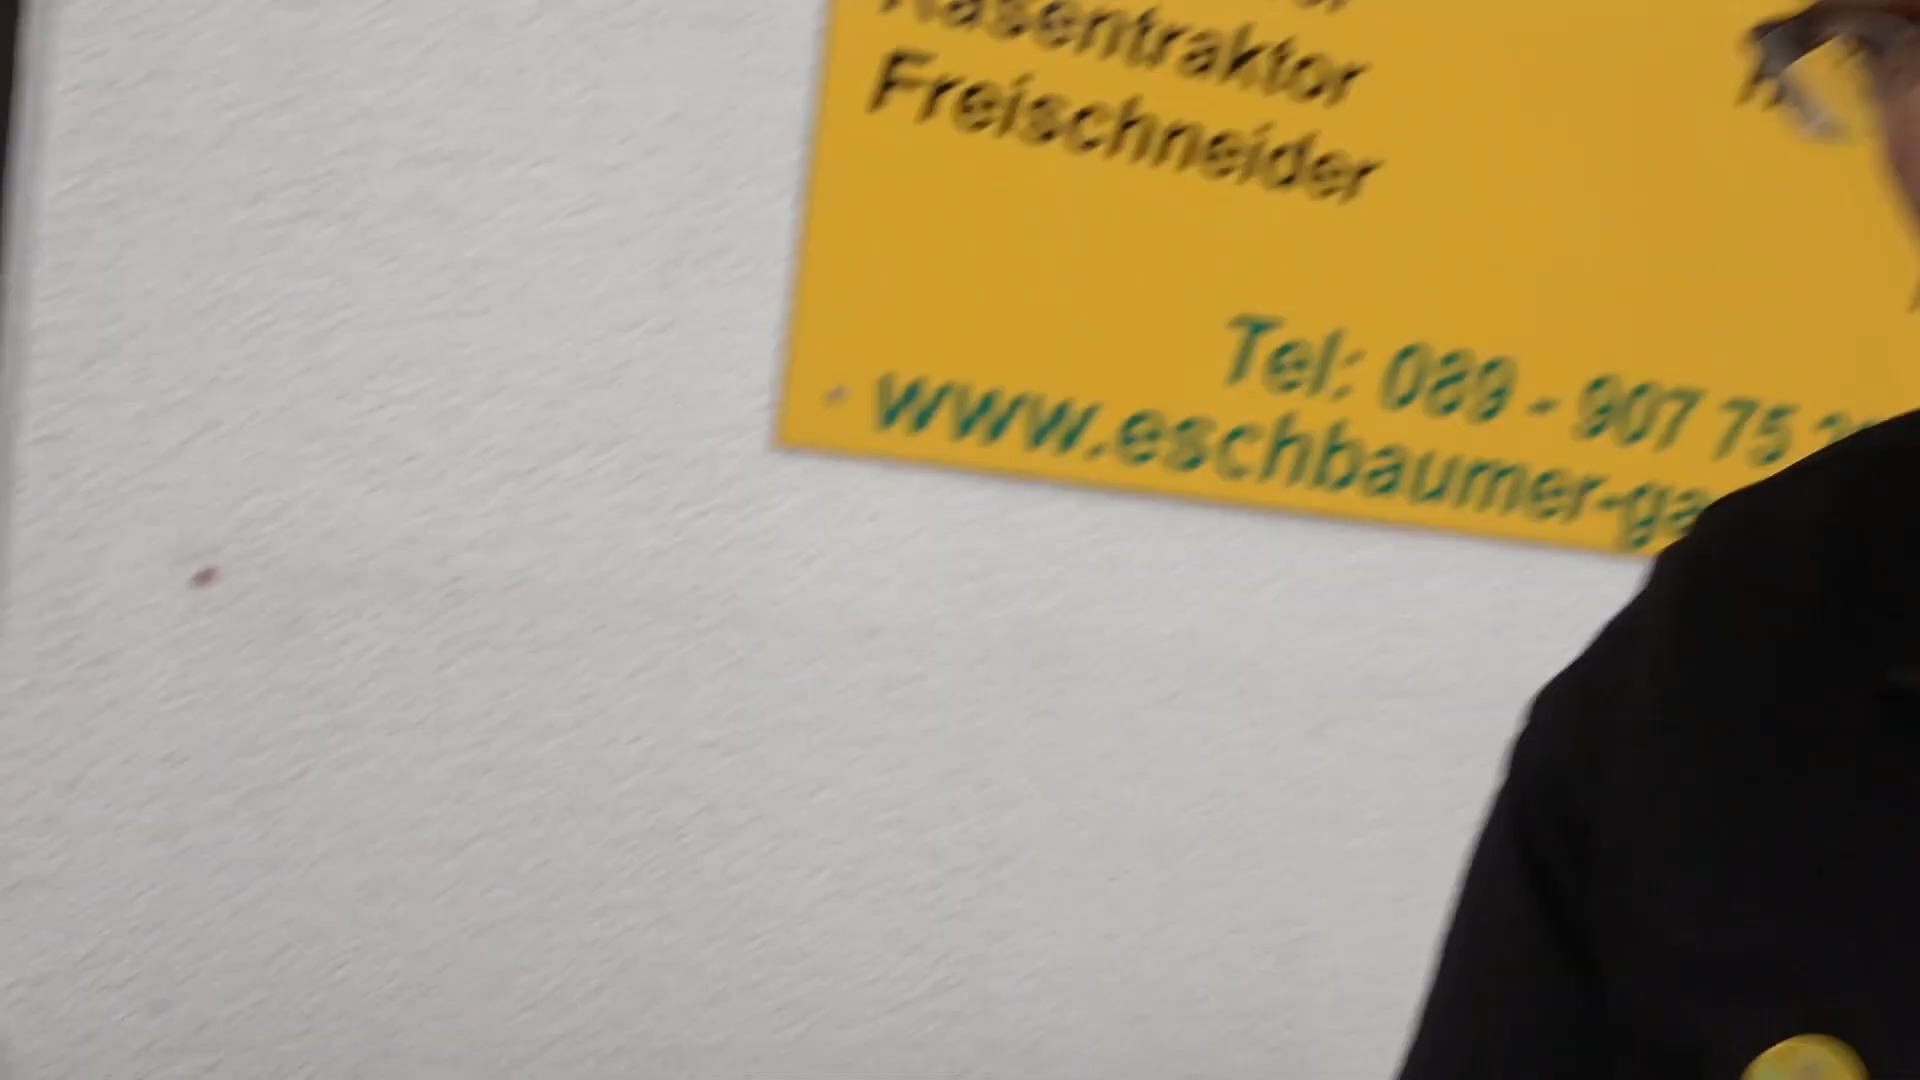 Rasentraktor
Freischneider
Tel: 089 - 907 75
www.eschbaumer-ga